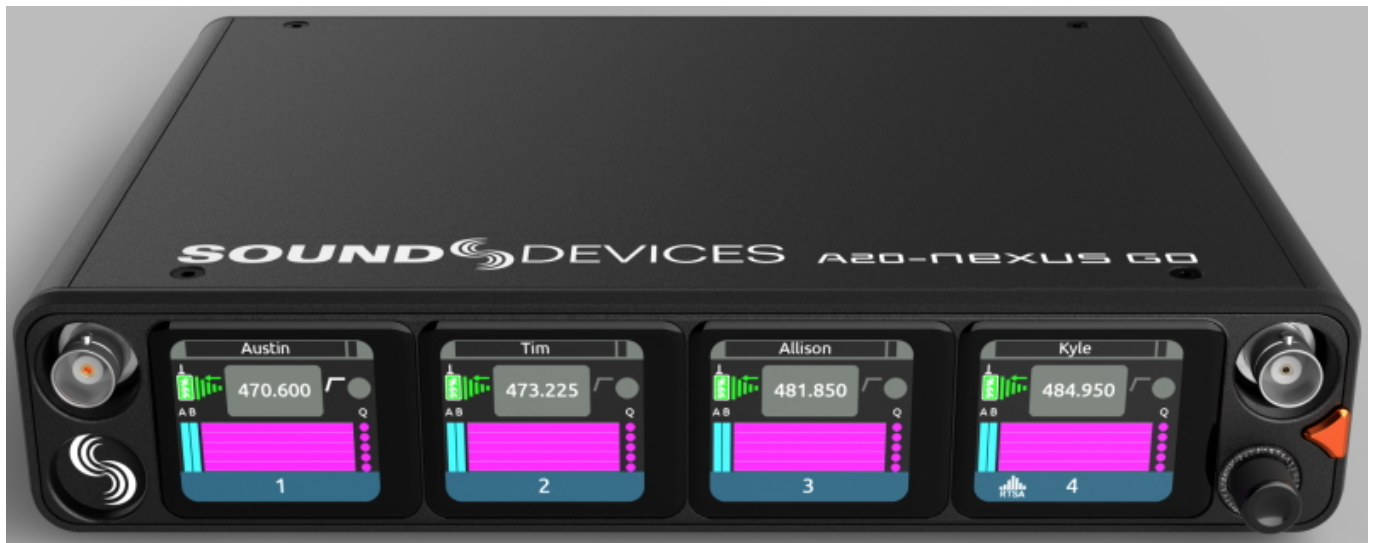 SOUND DEVICES A20-NEXUS GO
Austin
Tim
Allison
Kyle
470.600
473.225
481.850
484.950
A B
Q
A B
Q
A B
Q
A B
Q
1
2
3
RTSA 4